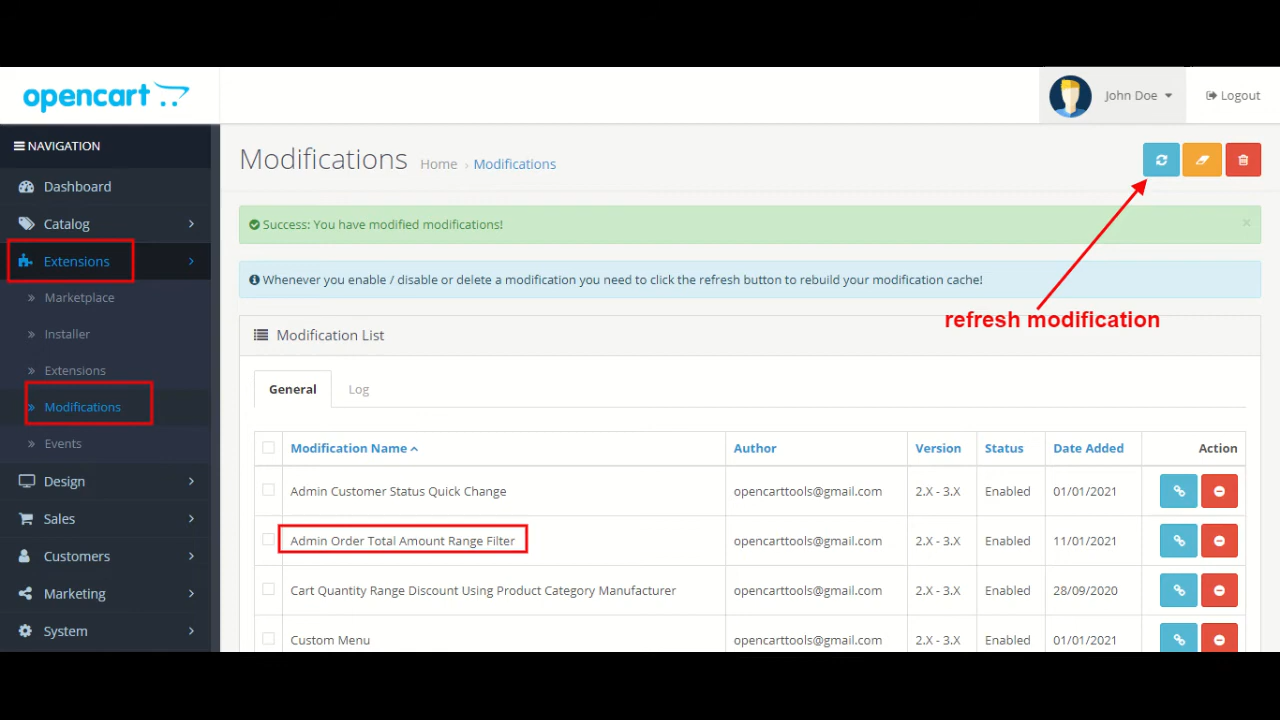 opencart
John Doe
Logout
NAVIGATION
Dashboard
Catalog
Extensions
Marketplace
Installer
Extensions
Modifications
Events
Design
Sales
Customers
Marketing
System
Modifications Home › Modifications
Success: You have modified modifications! ×
Whenever you enable / disable or delete a modification you need to click the refresh button to rebuild your modification cache!
refresh modification
Modification List
General Log
Modification Name Author Version Status Date Added Action
Admin Customer Status Quick Change opencarttools@gmail.com 2.X - 3.X Enabled 01/01/2021
Admin Order Total Amount Range Filter opencarttools@gmail.com 2.X - 3.X Enabled 11/01/2021
Cart Quantity Range Discount Using Product Category Manufacturer opencarttools@gmail.com 2.X - 3.X Enabled 28/09/2020
Custom Menu opencarttools@gmail.com 2.X - 3.X Enabled 01/01/2021